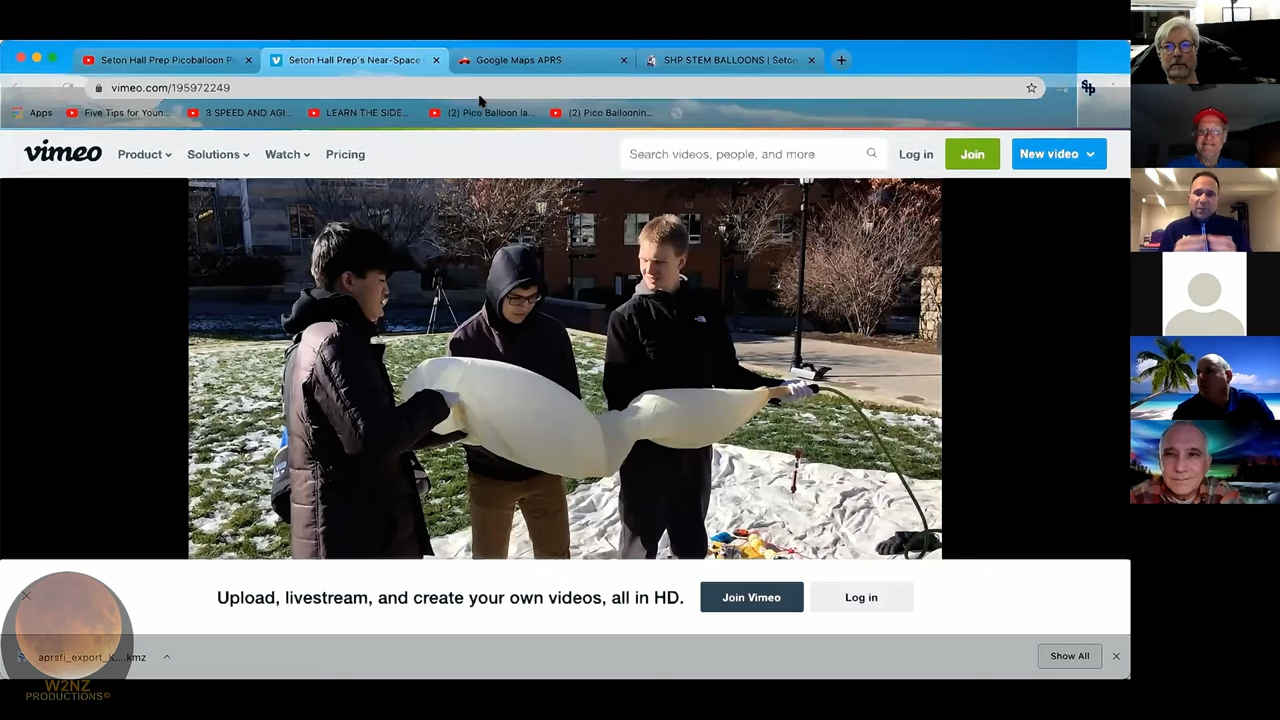 Seton Hall Prep Picoballoon P
Seton Hall Prep's Near-Space
Google Maps APRS
SHP STEM BALLOONS | Seton
vimeo.com/195972249
Apps
Five Tips for Youn...
3 SPEED AND AGI...
LEARN THE SIDE...
(2) Pico Balloon la...
(2) Pico Balloonin...
vimeo
Product
Solutions
Watch
Pricing
Search videos, people, and more
Log in
Join
New video
Upload, livestream, and create your own videos, all in HD.
Join Vimeo
Log in
aprsfi_export_K....kmz
Show All
W2NZ
PRODUCTIONS